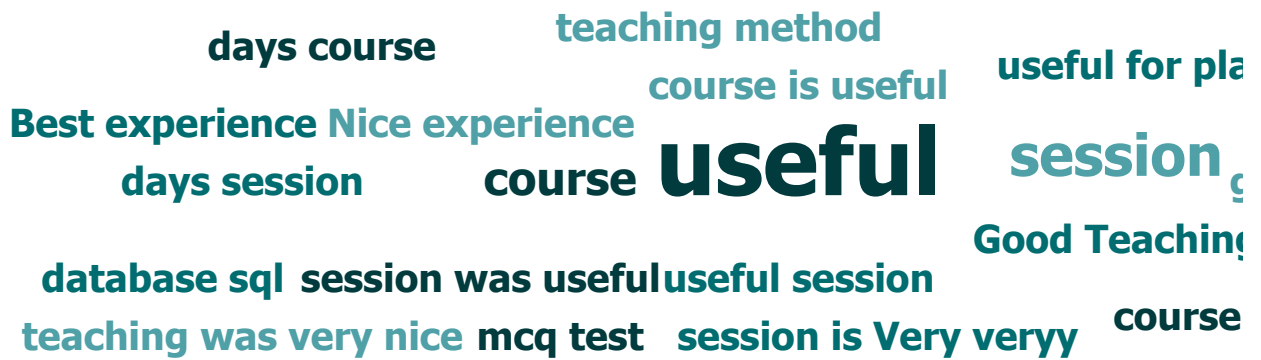 teaching method
days course
useful for pla
course is useful
Best experience
Nice experience
useful
session
course
days session
Good Teaching
database sql
session was useful
useful session
course
teaching was very nice
mcq test
session is Very veryy